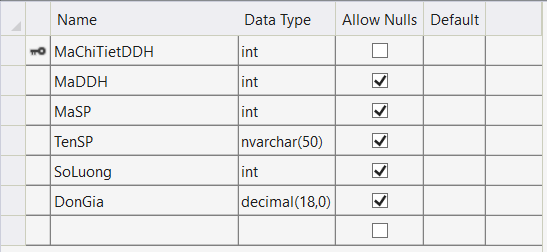 Name Data Type Allow Nulls Default
MaChiTietDDH int
MaDDH int
MaSP int
TenSP nvarchar(50)
SoLuong int
DonGia decimal(18,0)